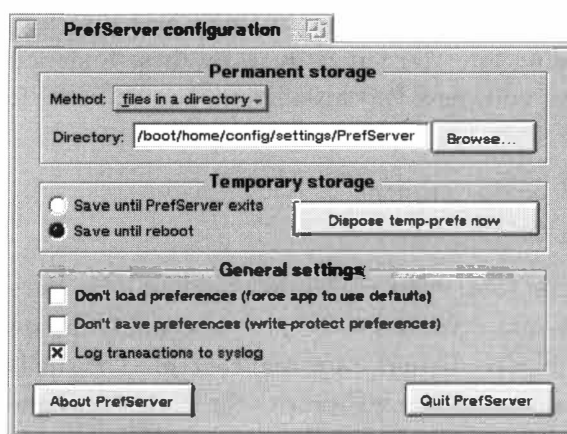 PrefServer configuration
Permanent storage
Method: files in a directory
Directory: /boot/home/config/settings/PrefServer Browse...
Temporary storage
Save until PrefServer exits
Save until reboot
Dispose temp-prefs now
General settings
Don't load preferences (force app to use defaults)
Don't save preferences (write-protect preferences)
Log transactions to syslog
About PrefServer Quit PrefServer